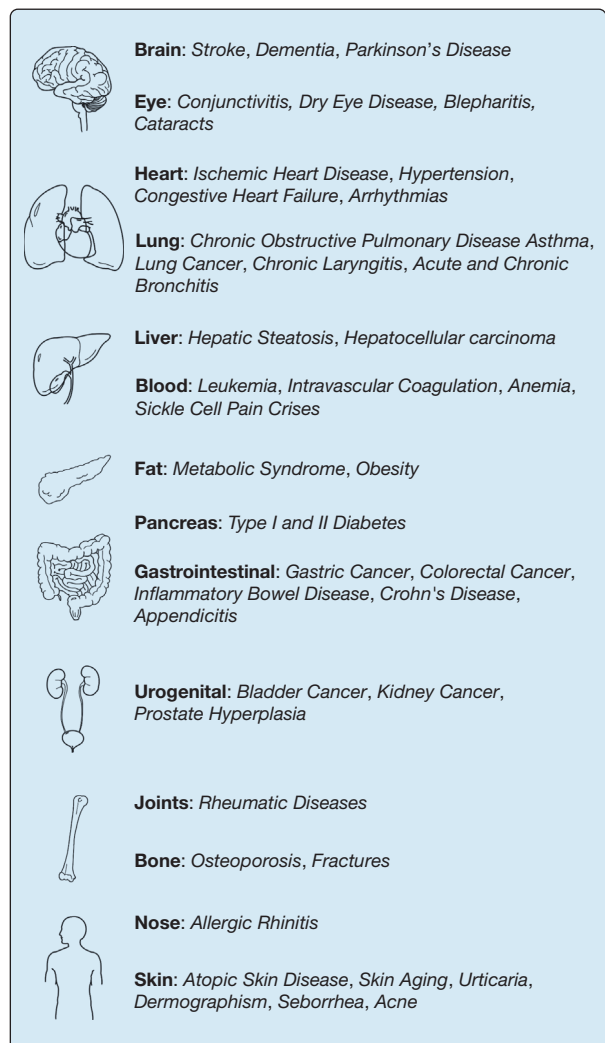 Brain: Stroke, Dementia, Parkinson's Disease
Eye: Conjunctivitis, Dry Eye Disease, Blepharitis,
Cataracts
Heart: Ischemic Heart Disease, Hypertension,
Congestive Heart Failure, Arrhythmias
Lung: Chronic Obstructive Pulmonary Disease Asthma,
Lung Cancer, Chronic Laryngitis, Acute and Chronic
Bronchitis
Liver: Hepatic Steatosis, Hepatocellular carcinoma
Blood: Leukemia, Intravascular Coagulation, Anemia,
Sickle Cell Pain Crises
Fat: Metabolic Syndrome, Obesity
Pancreas: Type I and II Diabetes
Gastrointestinal: Gastric Cancer, Colorectal Cancer,
Inflammatory Bowel Disease, Crohn's Disease,
Appendicitis
Urogenital: Bladder Cancer, Kidney Cancer,
Prostate Hyperplasia
Joints: Rheumatic Diseases
Bone: Osteoporosis, Fractures
Nose: Allergic Rhinitis
Skin: Atopic Skin Disease, Skin Aging, Urticaria,
Dermographism, Seborrhea, Acne